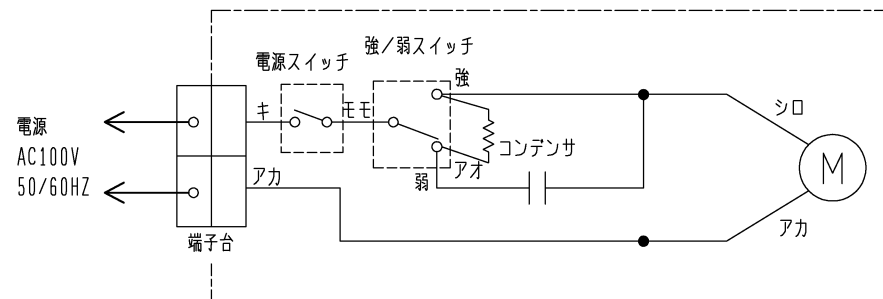 強/弱スイッチ
電源スイッチ
強
キ
モモ
シロ
電源
AC100V
50/60HZ
コンデンサ
アカ
アオ
弱
M
アカ
端子台